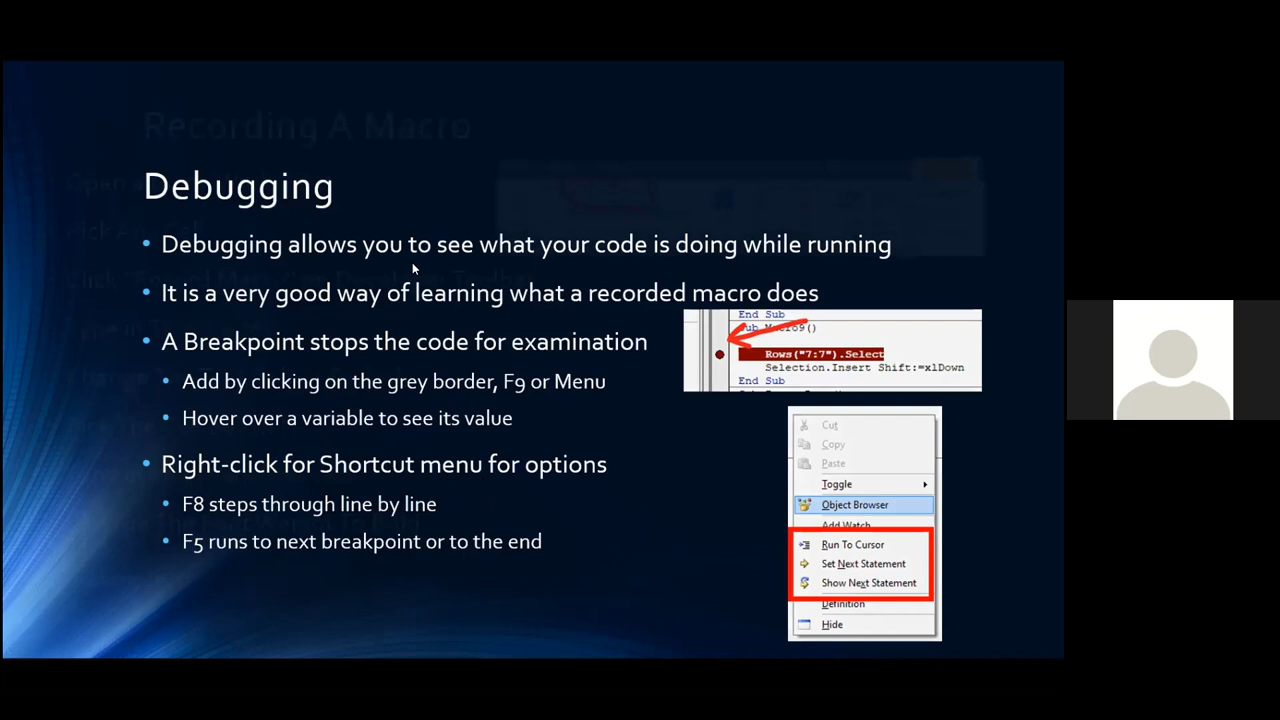 Recording A Macro
Debugging
• Debugging allows you to see what your code is doing while running
• It is a very good way of learning what a recorded macro does
• A Breakpoint stops the code for examination
• Add by clicking on the grey border, F9 or Menu
• Hover over a variable to see its value
• Right-click for Shortcut menu for options
• F8 steps through line by line
• F5 runs to next breakpoint or to the end
End Sub
Sub Macro9()
Rows("7:7").Select
Selection.Insert Shift:=xlDown
End Sub
Cut
Copy
Paste
Toggle
Object Browser
Add Watch
Run To Cursor
Set Next Statement
Show Next Statement
Definition
Hide